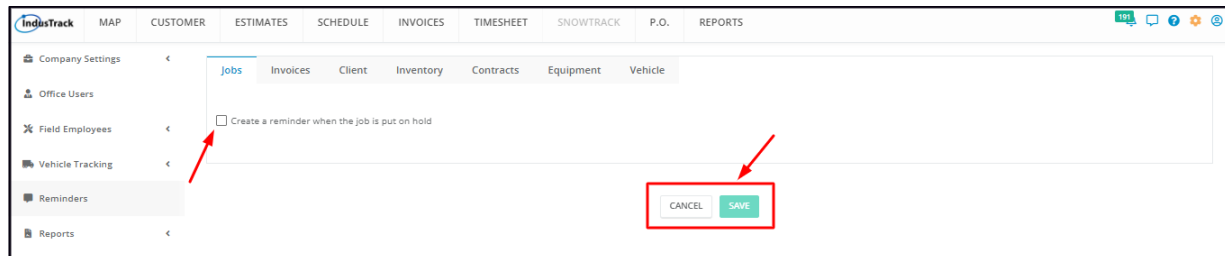 IndusTrack MAP CUSTOMER ESTIMATES SCHEDULE INVOICES TIMESHEET SNOWTRACK P.O. REPORTS 191
Company Settings
Office Users
Field Employees
Vehicle Tracking
Reminders
Reports
Jobs Invoices Client Inventory Contracts Equipment Vehicle
Create a reminder when the job is put on hold
CANCEL SAVE